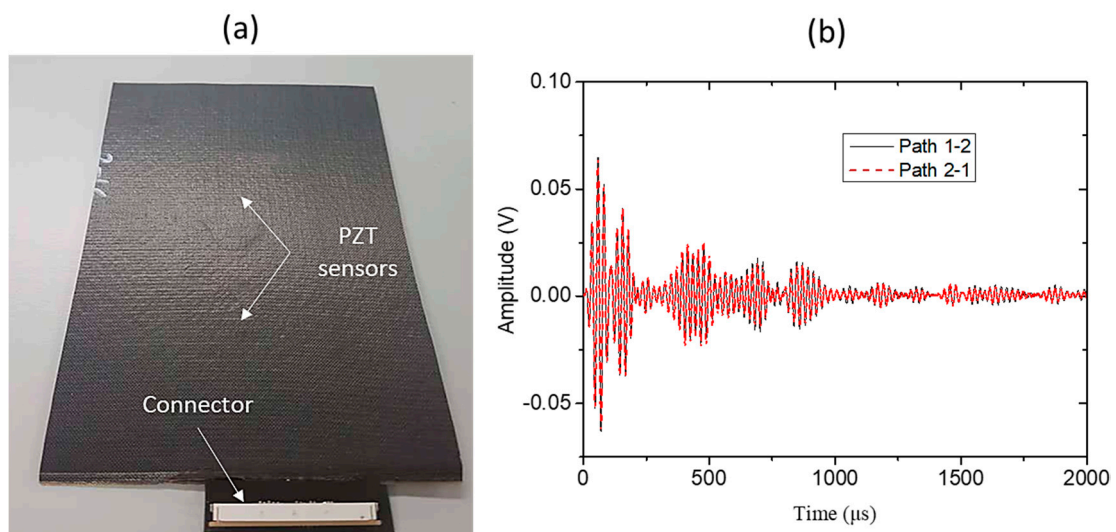 (a)
(b)
PZT
sensors
Connector
0.10
0.05
0.00
-0.05
Amplitude (V)
Path 1-2
Path 2-1
0
500
1000
1500
2000
Time (μs)